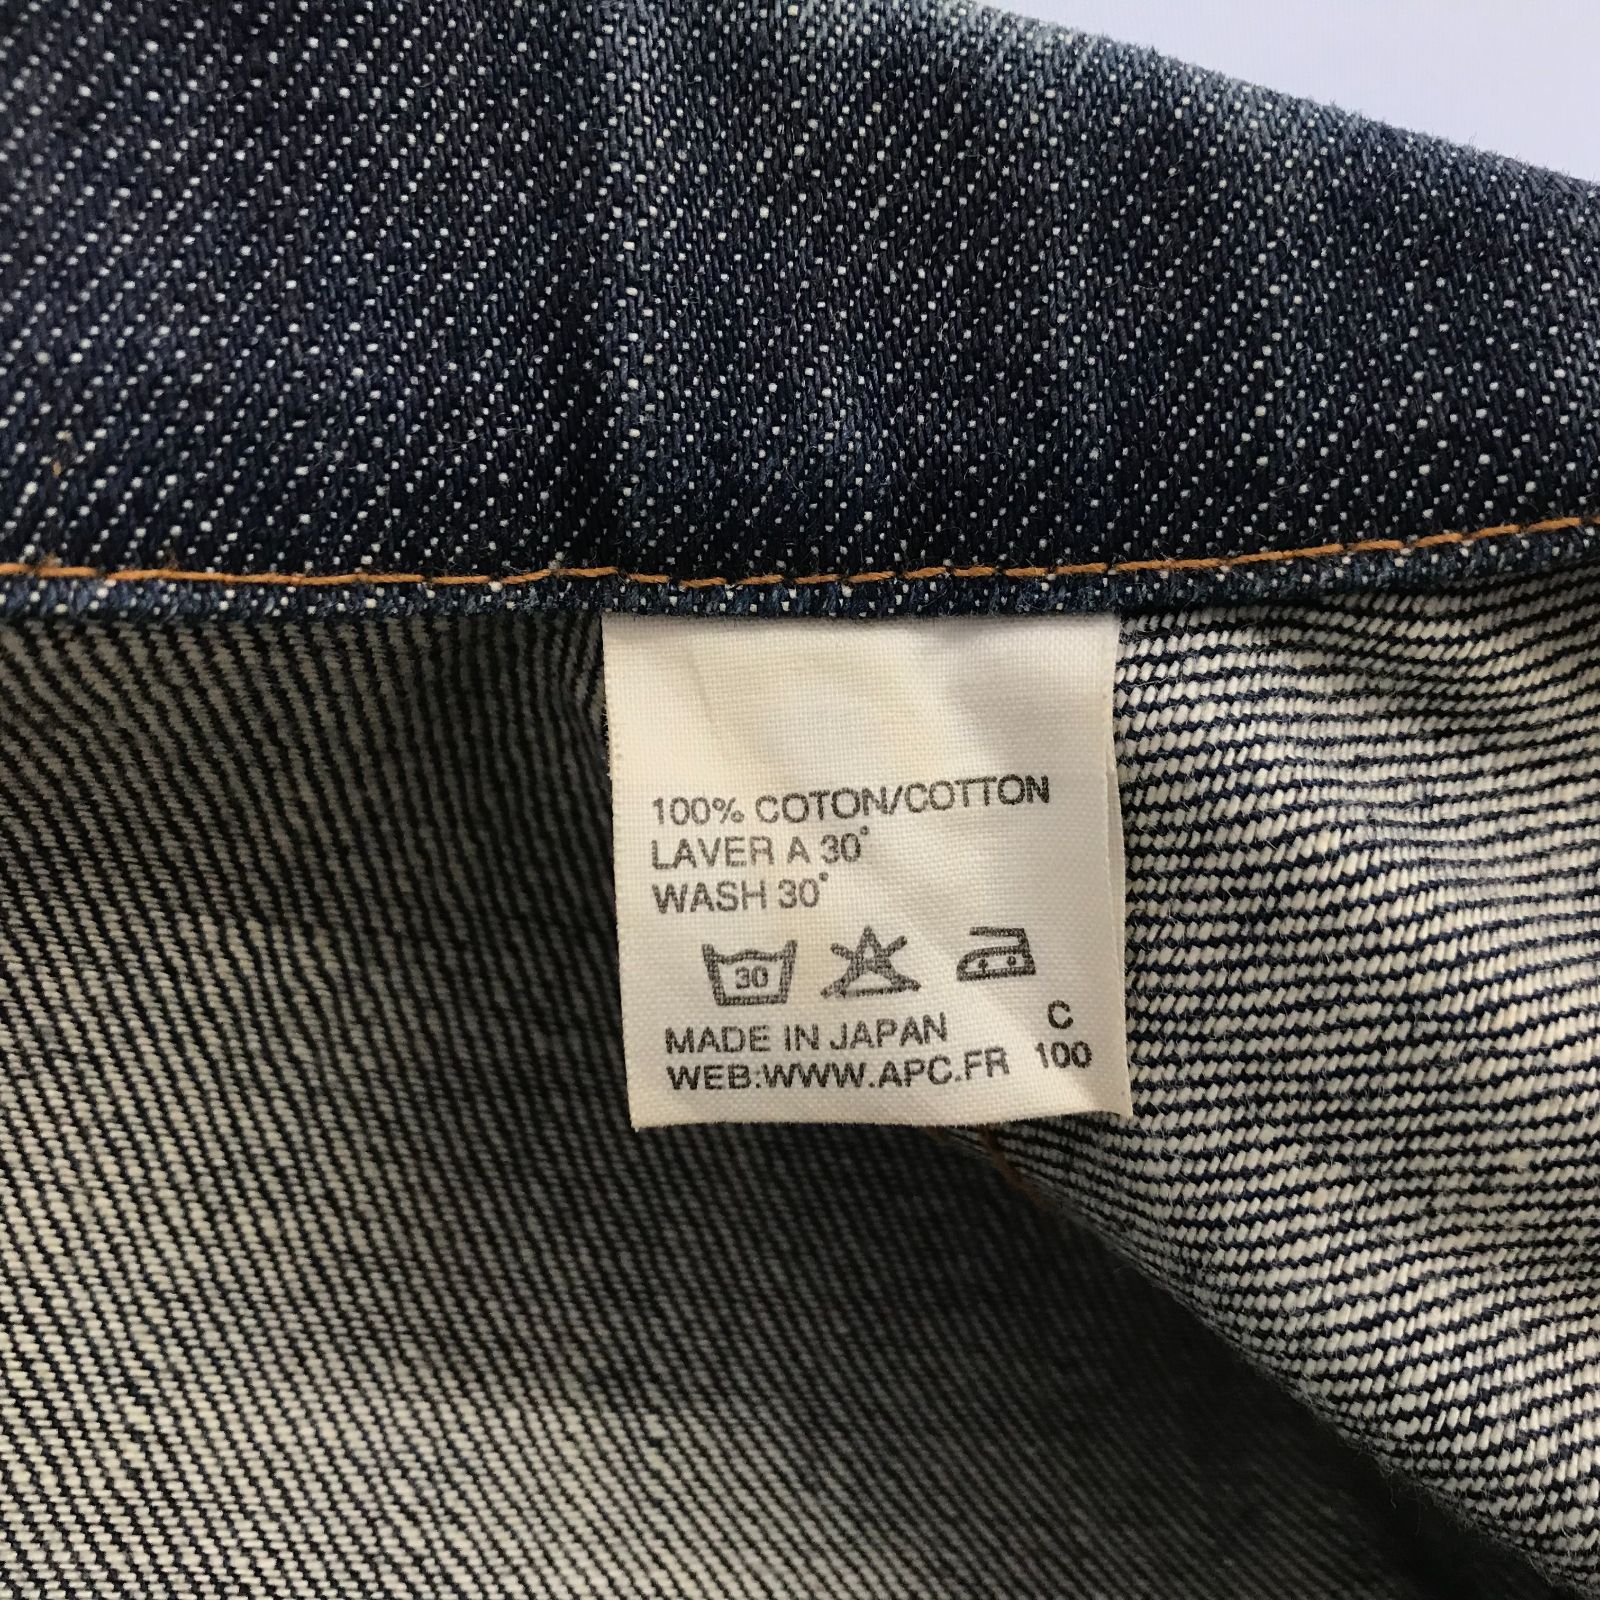 100% COTON/COTTON
LAVER A 30°
WASH 30°
30
MADE IN JAPAN
WEB:WWW.APC.FR
C
100